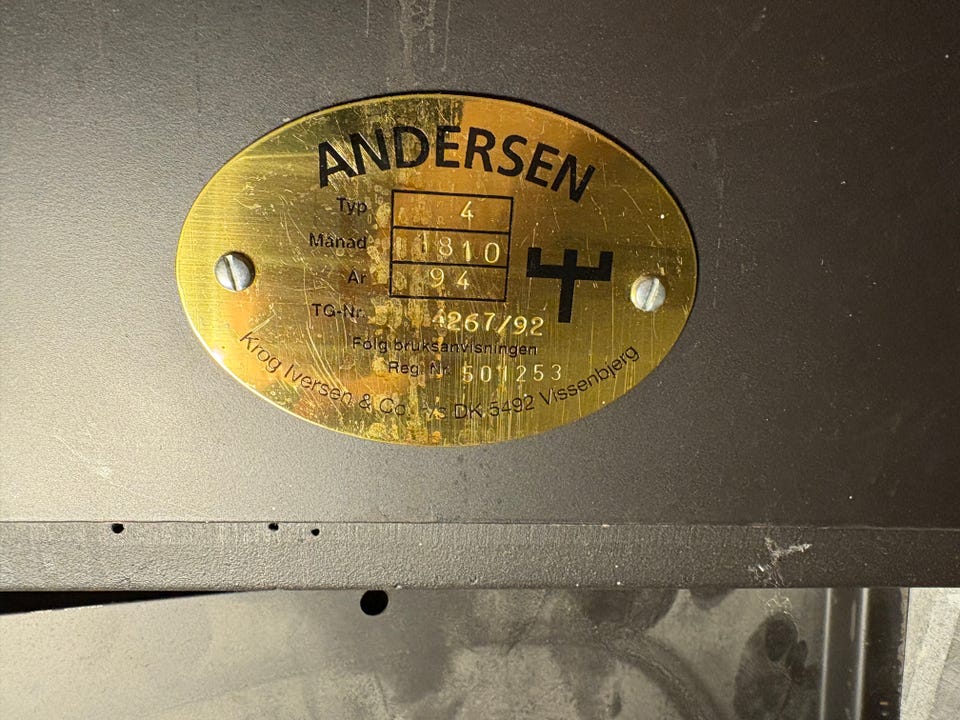 ANDERSEN
Typ 4
Månad 1810
År 94
TG-Nr. 4267/92
Följ bruksanvisningen
Reg. Nr. 501253
Krog Iversen & Co. A/S DK 5492 Vissenbjerg